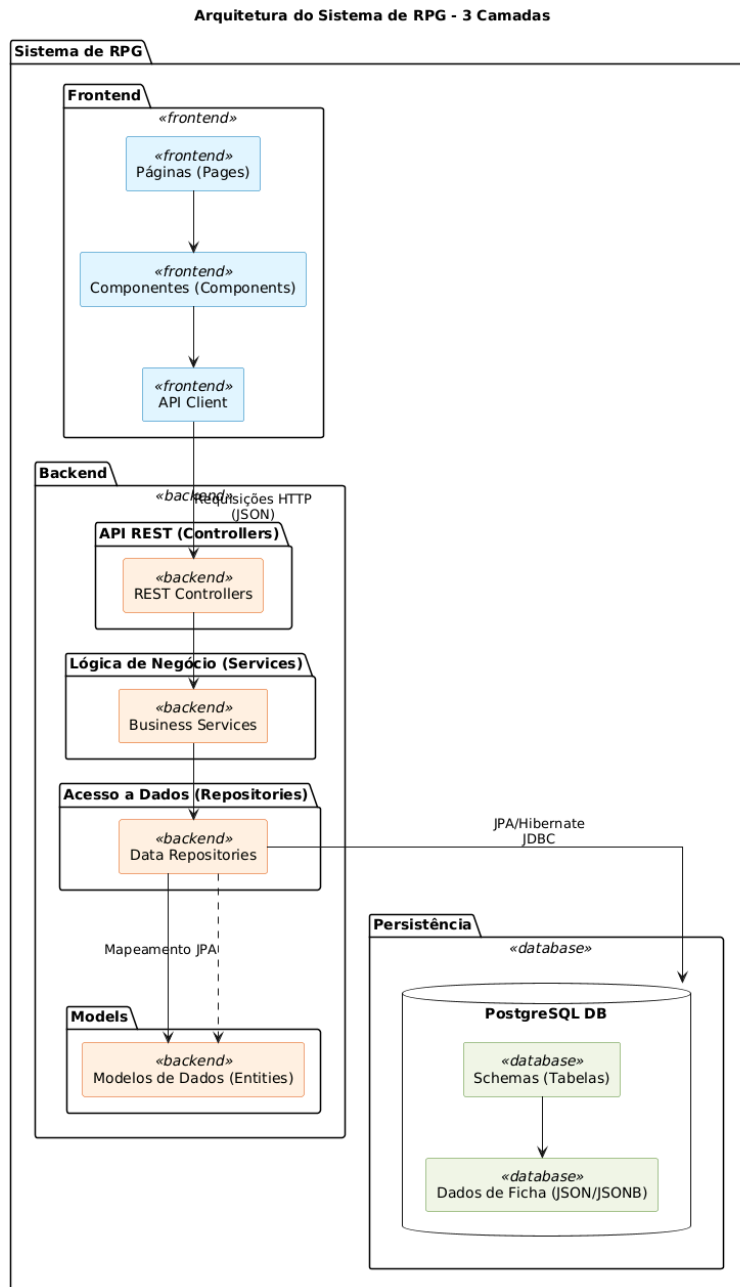 Arquitetura do Sistema de RPG - 3 Camadas
Sistema de RPG
Frontend
«frontend»
«frontend»
Páginas (Pages)
«frontend»
Componentes (Components)
«frontend»
API Client
Backend
«backend»
Requisições HTTP
(JSON)
API REST (Controllers)
«backend»
REST Controllers
Lógica de Negócio (Services)
«backend»
Business Services
Acesso a Dados (Repositories)
«backend»
Data Repositories
JPA/Hibernate
JDBC
Mapeamento JPA
Models
«backend»
Modelos de Dados (Entities)
Persistência
«database»
PostgreSQL DB
«database»
Schemas (Tabelas)
«database»
Dados de Ficha (JSON/JSONB)